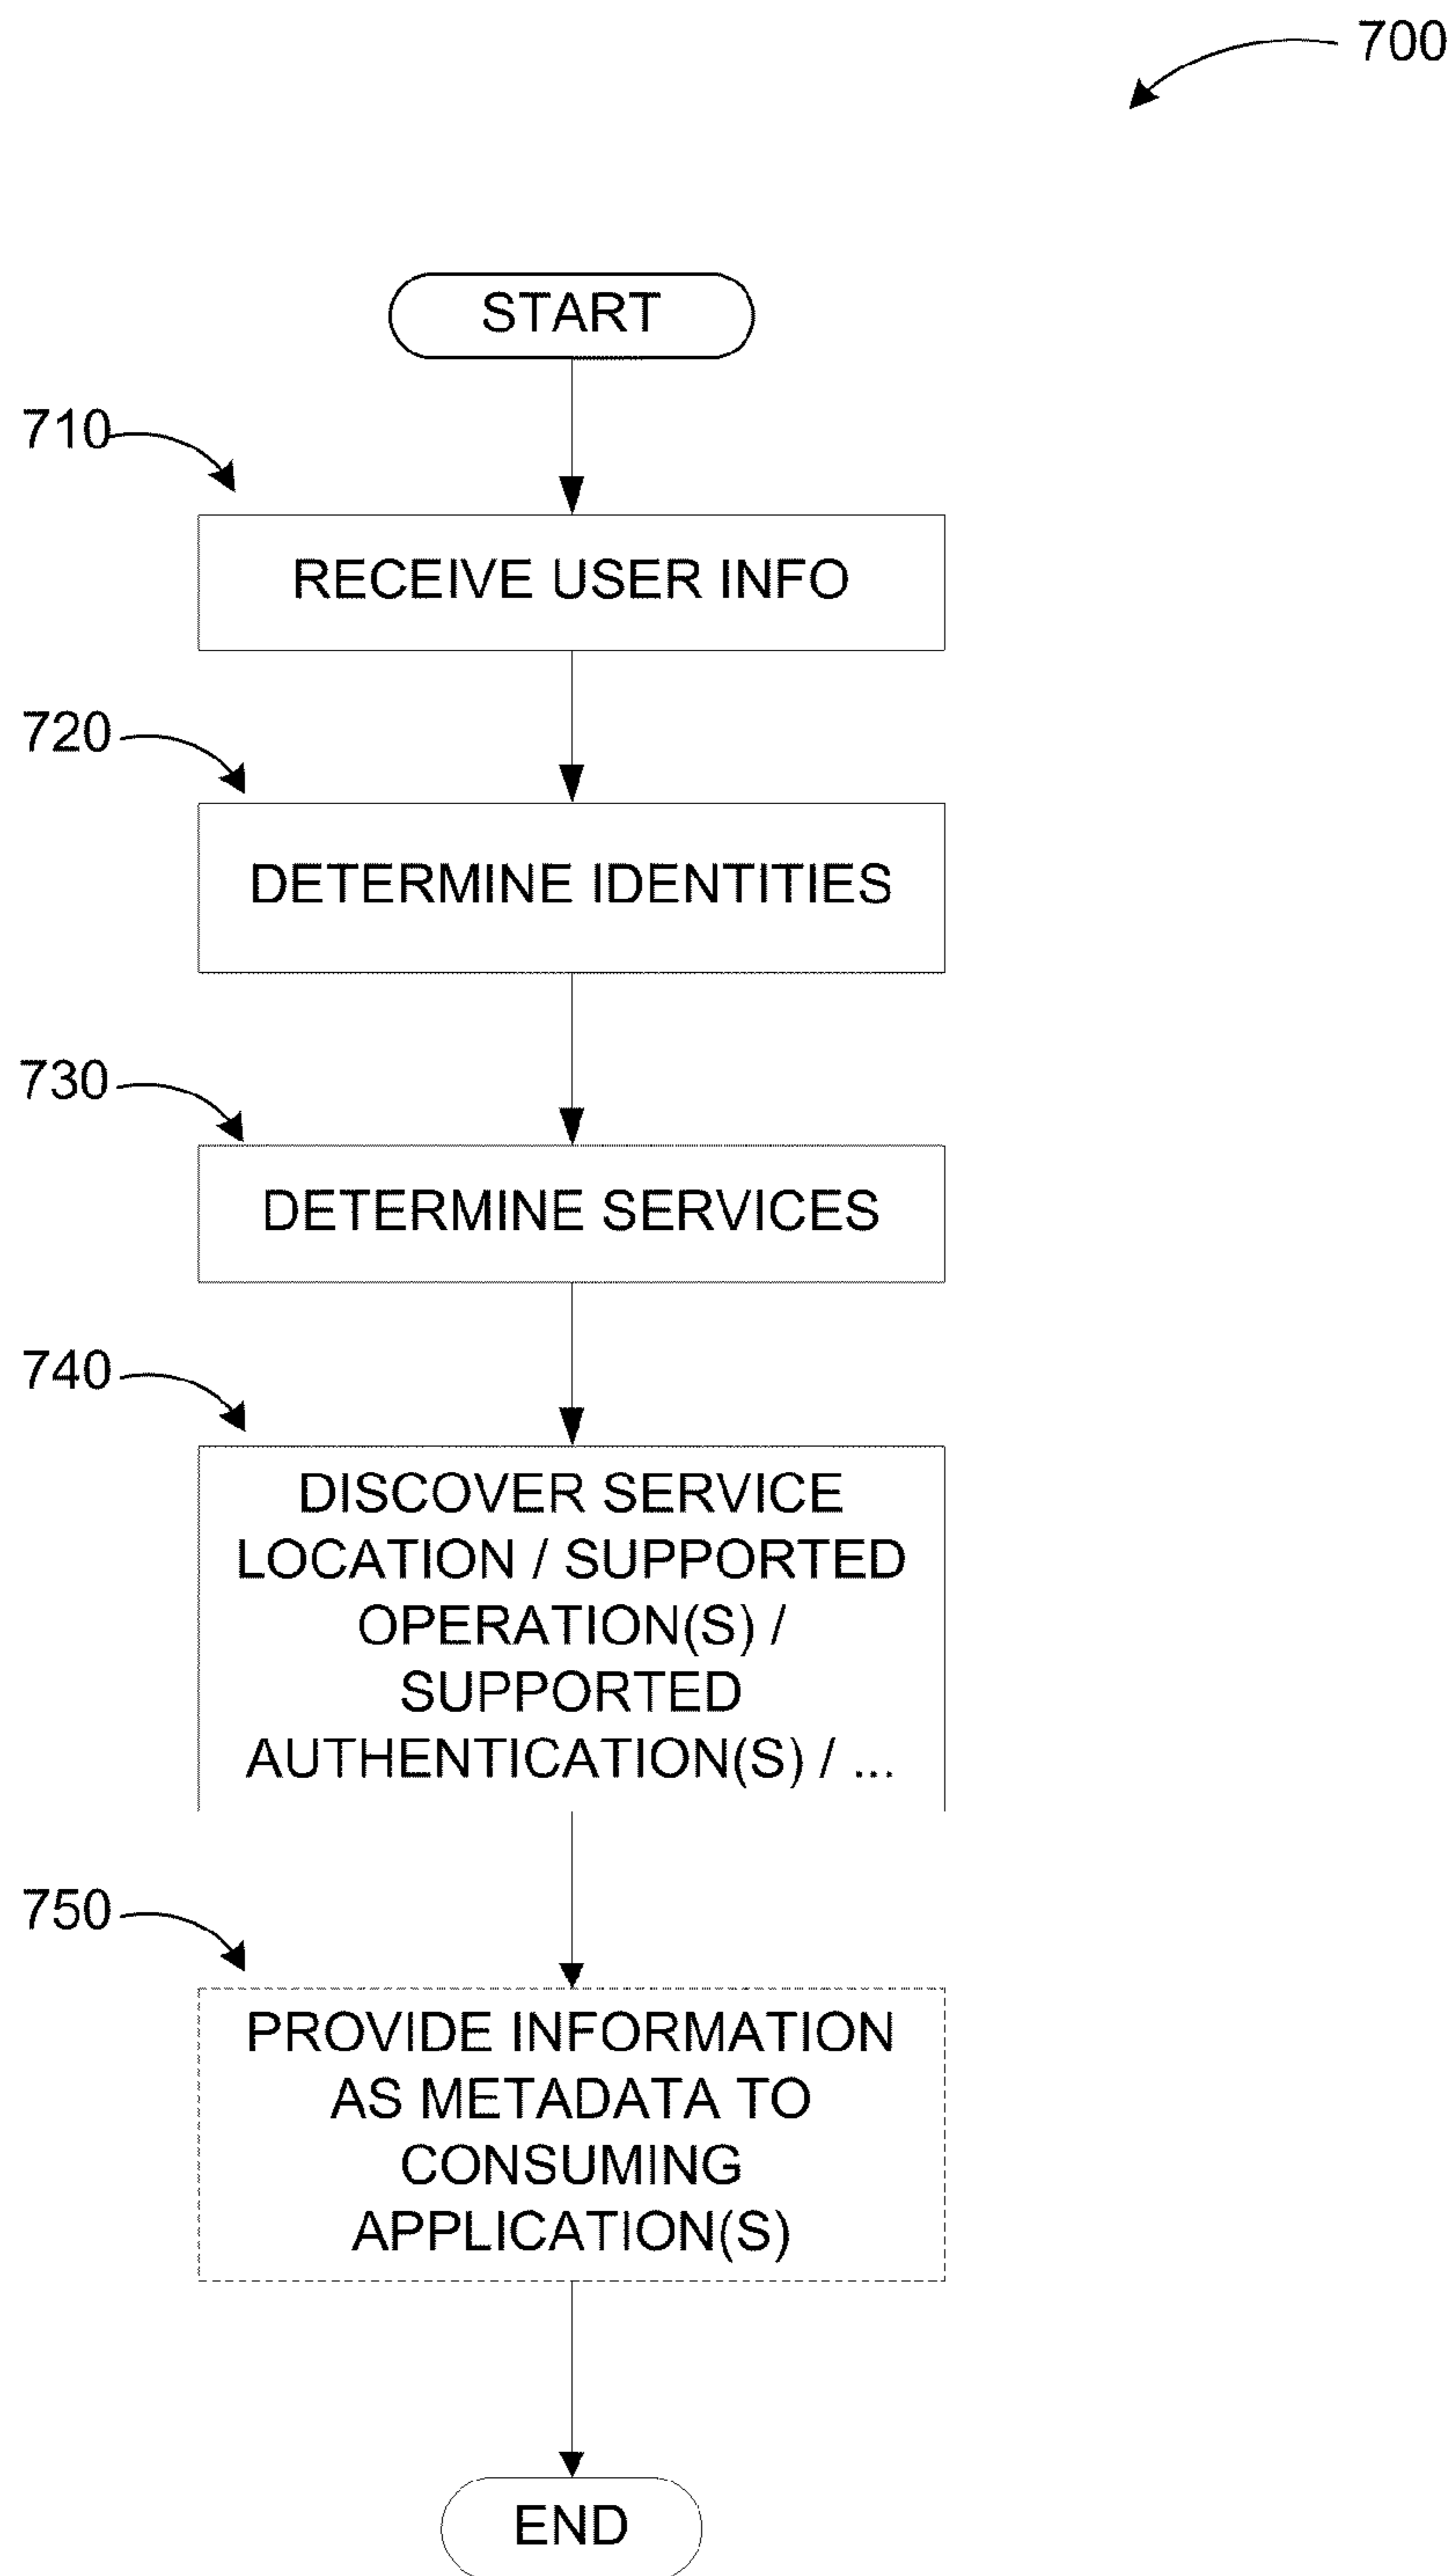 700
START
710
RECEIVE USER INFO
720
DETERMINE IDENTITIES
730
DETERMINE SERVICES
740
DISCOVER SERVICE
LOCATION / SUPPORTED
OPERATION(S) /
SUPPORTED
AUTHENTICATION(S) / ...
750
PROVIDE INFORMATION
AS METADATA TO
CONSUMING
APPLICATION(S)
END